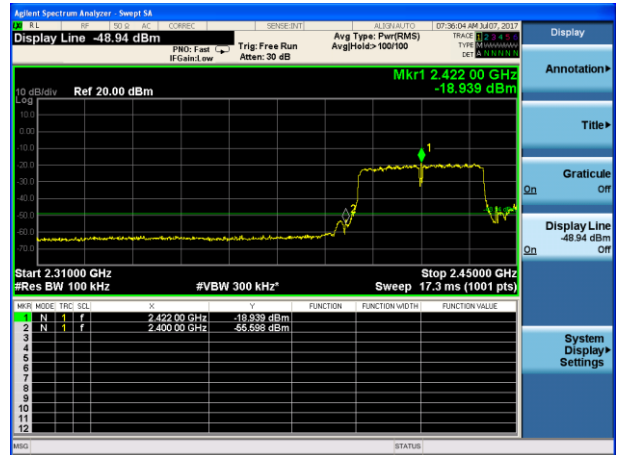 Agilent Spectrum Analyzer - Swept SA
RL RF 50 Ω AC CORREC SENSE:INT ALIGNAUTO 07:36:04 AM Jul 07, 2017
Display Line -48.94 dBm
PNO: Fast
IFGain:Low
Trig: Free Run
Atten: 30 dB
Avg Type: Pwr(RMS)
Avg|Hold:> 100/100
TRACE 1 2 3 4 5 6
TYPE
DET A N N N N N
Mkr1 2.422 00 GHz
-18.939 dBm
10 dB/div Ref 20.00 dBm
Log
10.0
0.00
-10.0
-20.0
-30.0
-40.0
-50.0
-60.0
-70.0
1
2
Start 2.31000 GHz
Stop 2.45000 GHz
#Res BW 100 kHz #VBW 300 kHz* Sweep 17.3 ms (1001 pts)
MKR MODE TRC SCL X Y FUNCTION FUNCTION WIDTH FUNCTION VALUE
1 N 1 f 2.422 00 GHz -18.939 dBm
2 N 1 f 2.400 00 GHz -55.598 dBm
3
4
5
6
7
8
9
10
11
12
MSG STATUS
Display
Annotation
Title
Graticule
On Off
Display Line
-48.94 dBm
On Off
System
Display
Settings